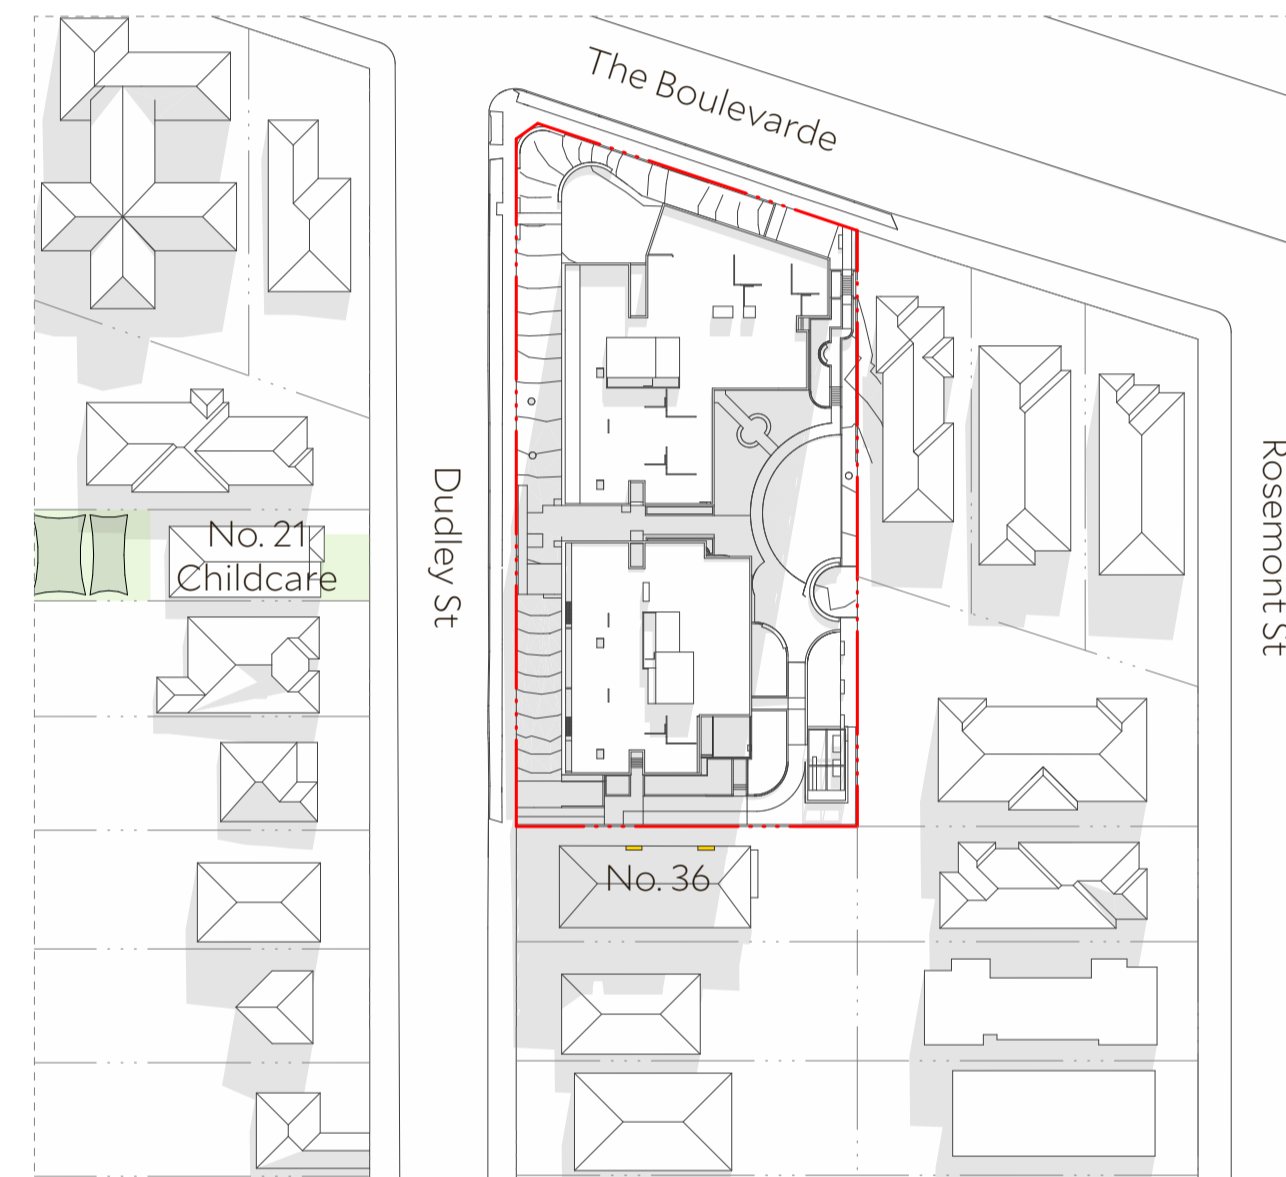 The Boulevarde
Dudley St
Rosemont St
No. 21
Childcare
No. 36